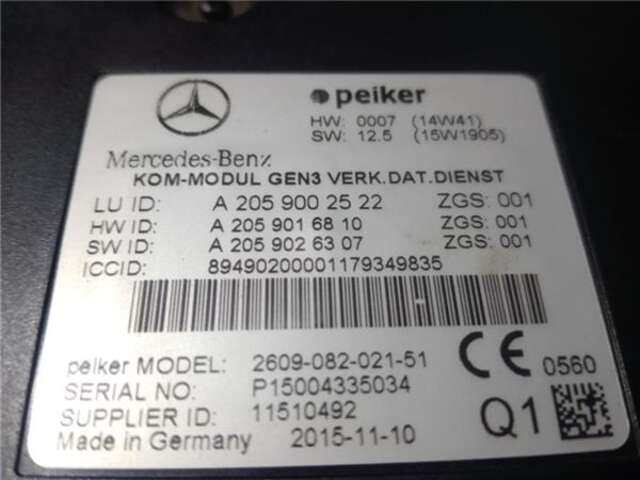 peiker
HW: 0007 (14W41)
SW: 12.5 (15W1905)
Mercedes-Benz
KOM-MODUL GEN3 VERK.DAT.DIENST
LU ID: A 205 900 25 22 ZGS: 001
HW ID: A 205 901 68 10 ZGS: 001
SW ID: A 205 902 63 07 ZGS: 001
ICCID: 89490200001179349835
peiker MODEL: 2609-082-021-51
SERIAL NO: P15004335034
SUPPLIER ID: 11510492
Made in Germany 2015-11-10
CE 0560
Q1